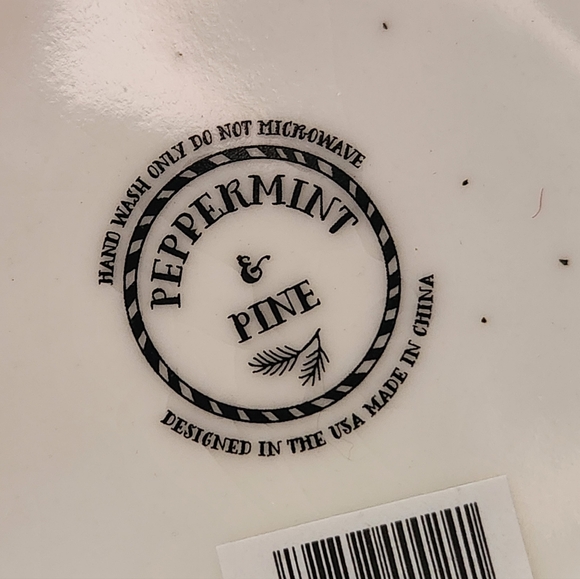 HAND WASH ONLY DO NOT MICROWAVE
PEPPERMINT
&
PINE
DESIGNED IN THE USA MADE IN CHINA